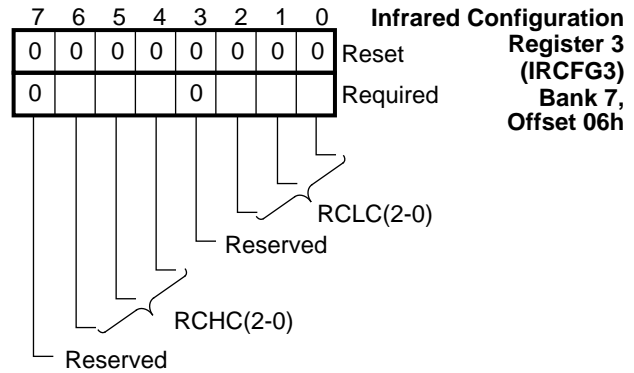 7 6 5 4 3 2 1 0
Infrared Configuration
Register 3
(IRCFG3)
Bank 7,
Offset 06h
0 0 0 0 0 0 0 0 Reset
0 0 Required
RCLC(2-0)
Reserved
RCHC(2-0)
Reserved